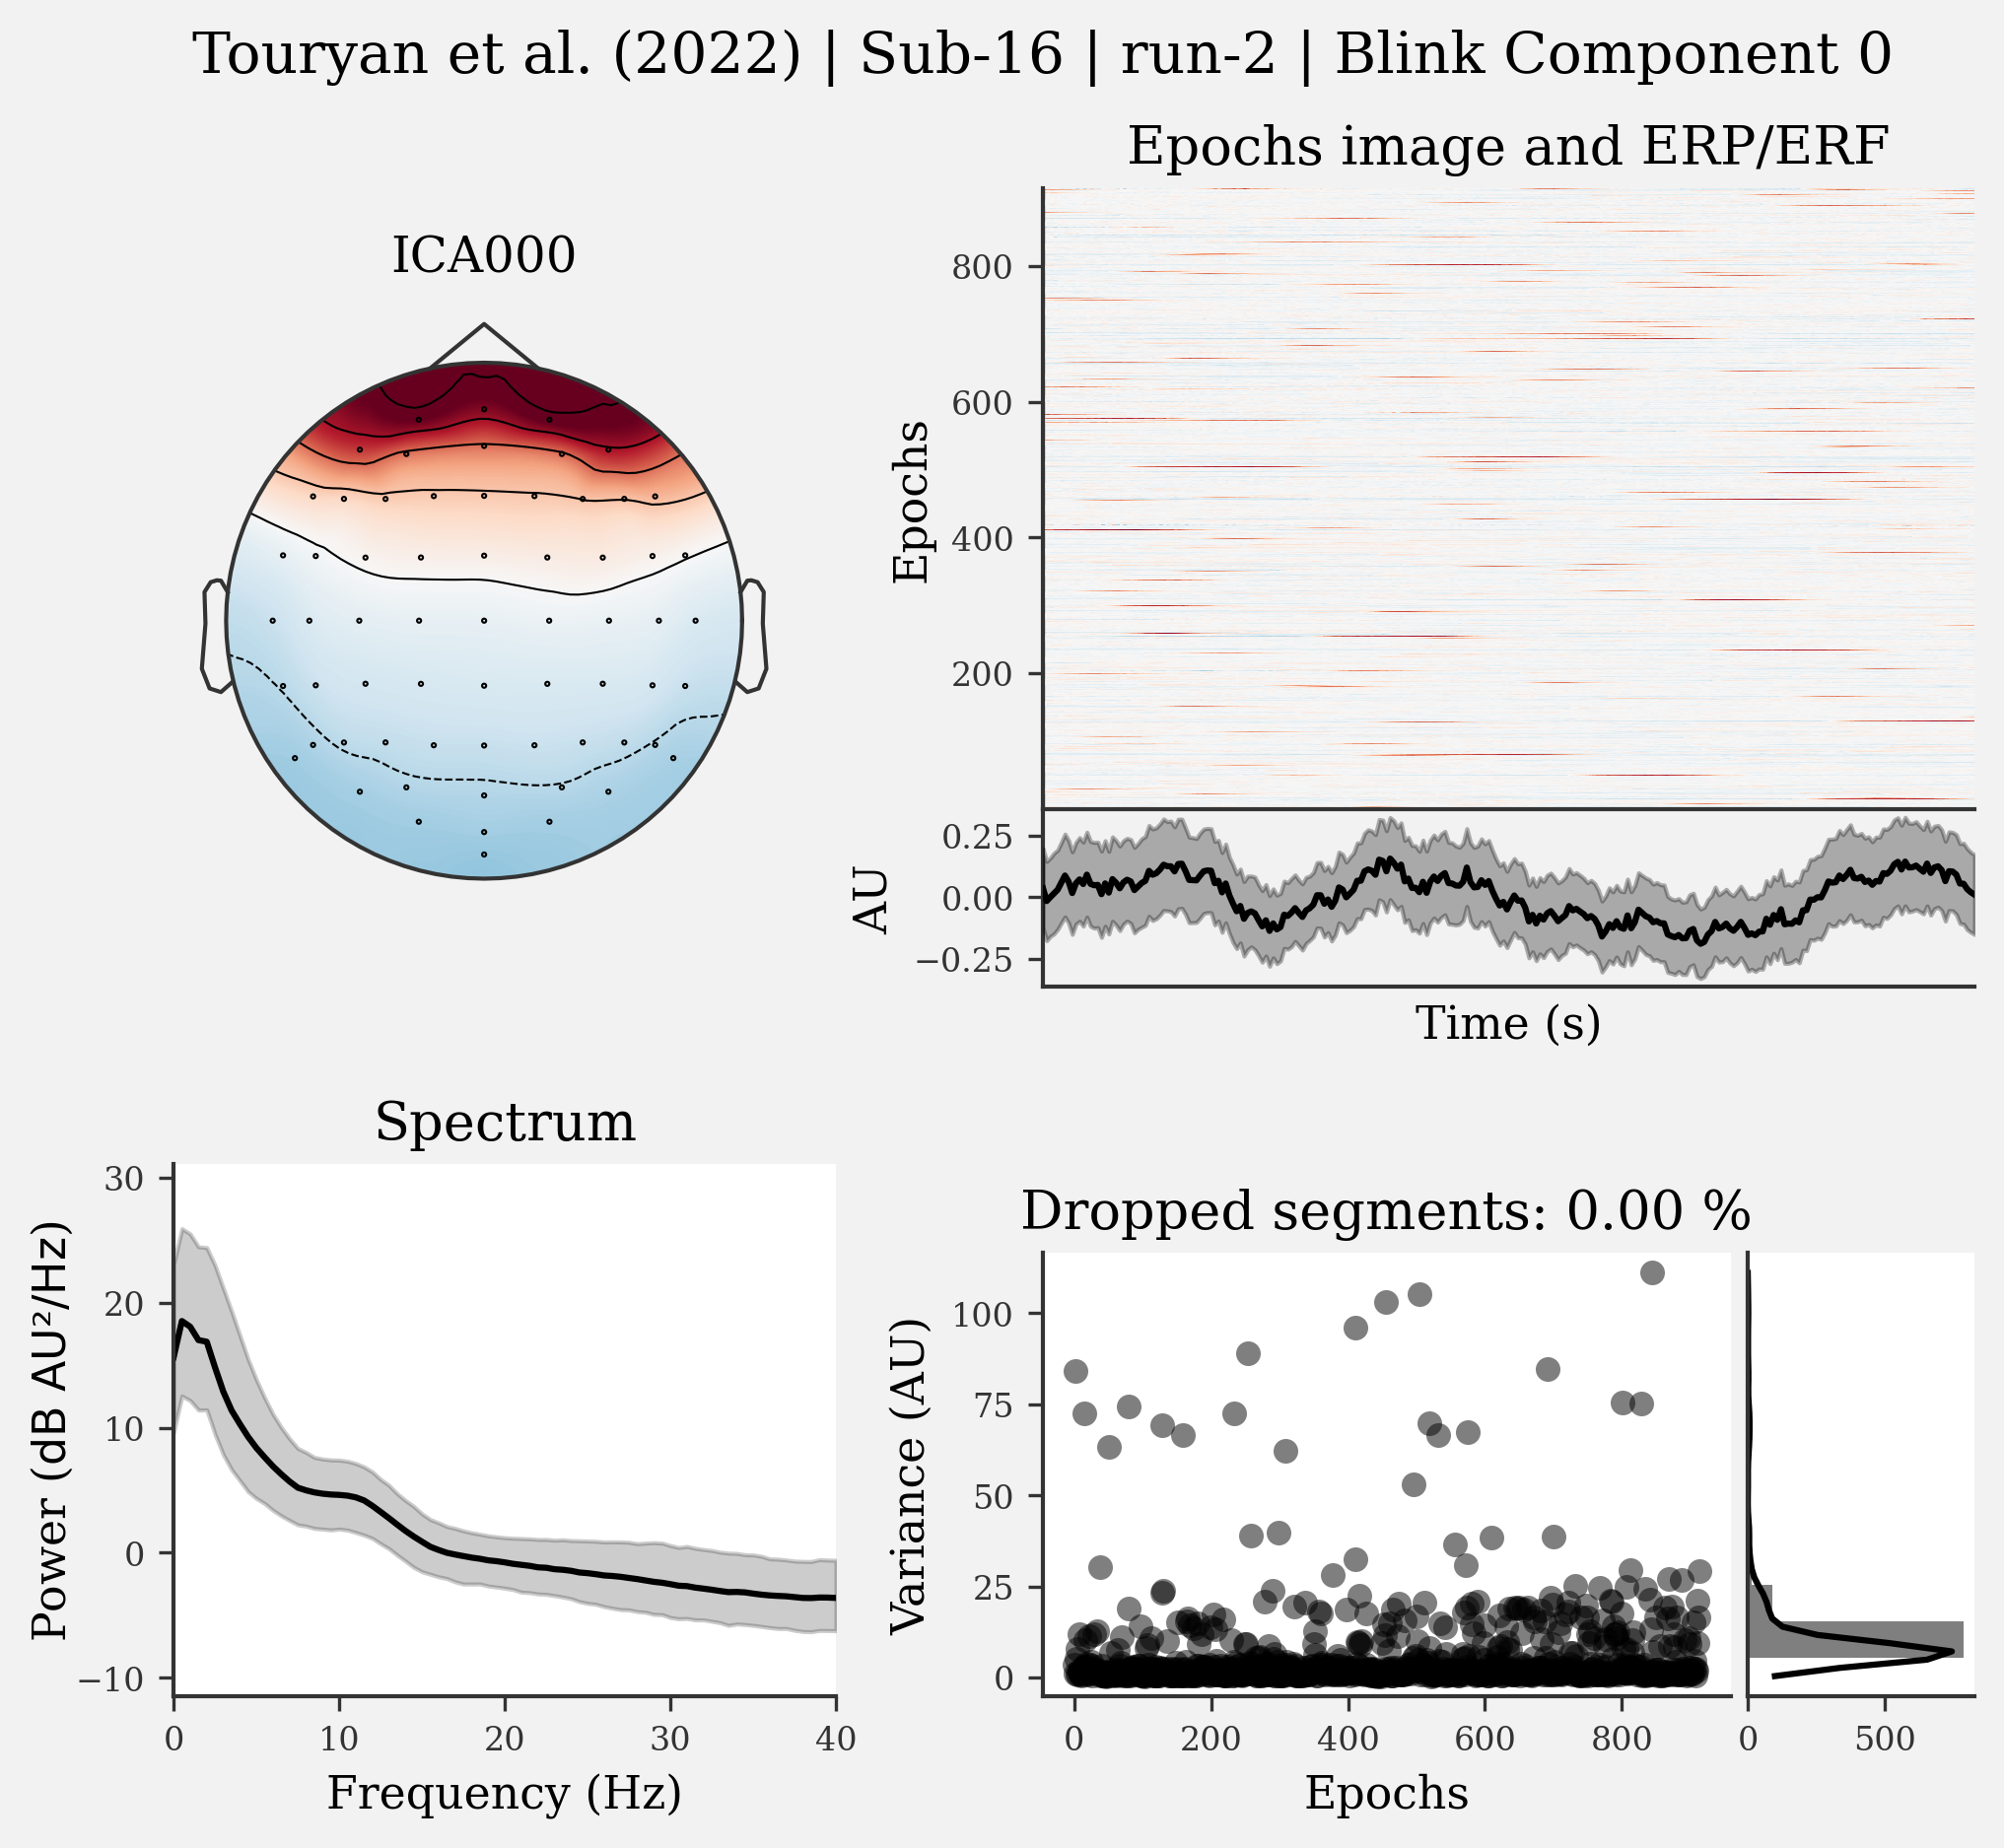 Touryan et al. (2022) | Sub-16 | run-2 | Blink Component 0
ICA000
Epochs image and ERP/ERF
800
600
400
200
Epochs
0.25
0.00
−0.25
AU
Time (s)
Spectrum
30
20
10
0
−10
Power (dB AU²/Hz)
0 10 20 30 40
Frequency (Hz)
Dropped segments: 0.00 %
100
75
50
25
0
Variance (AU)
0 200 400 600 800
0 500
Epochs